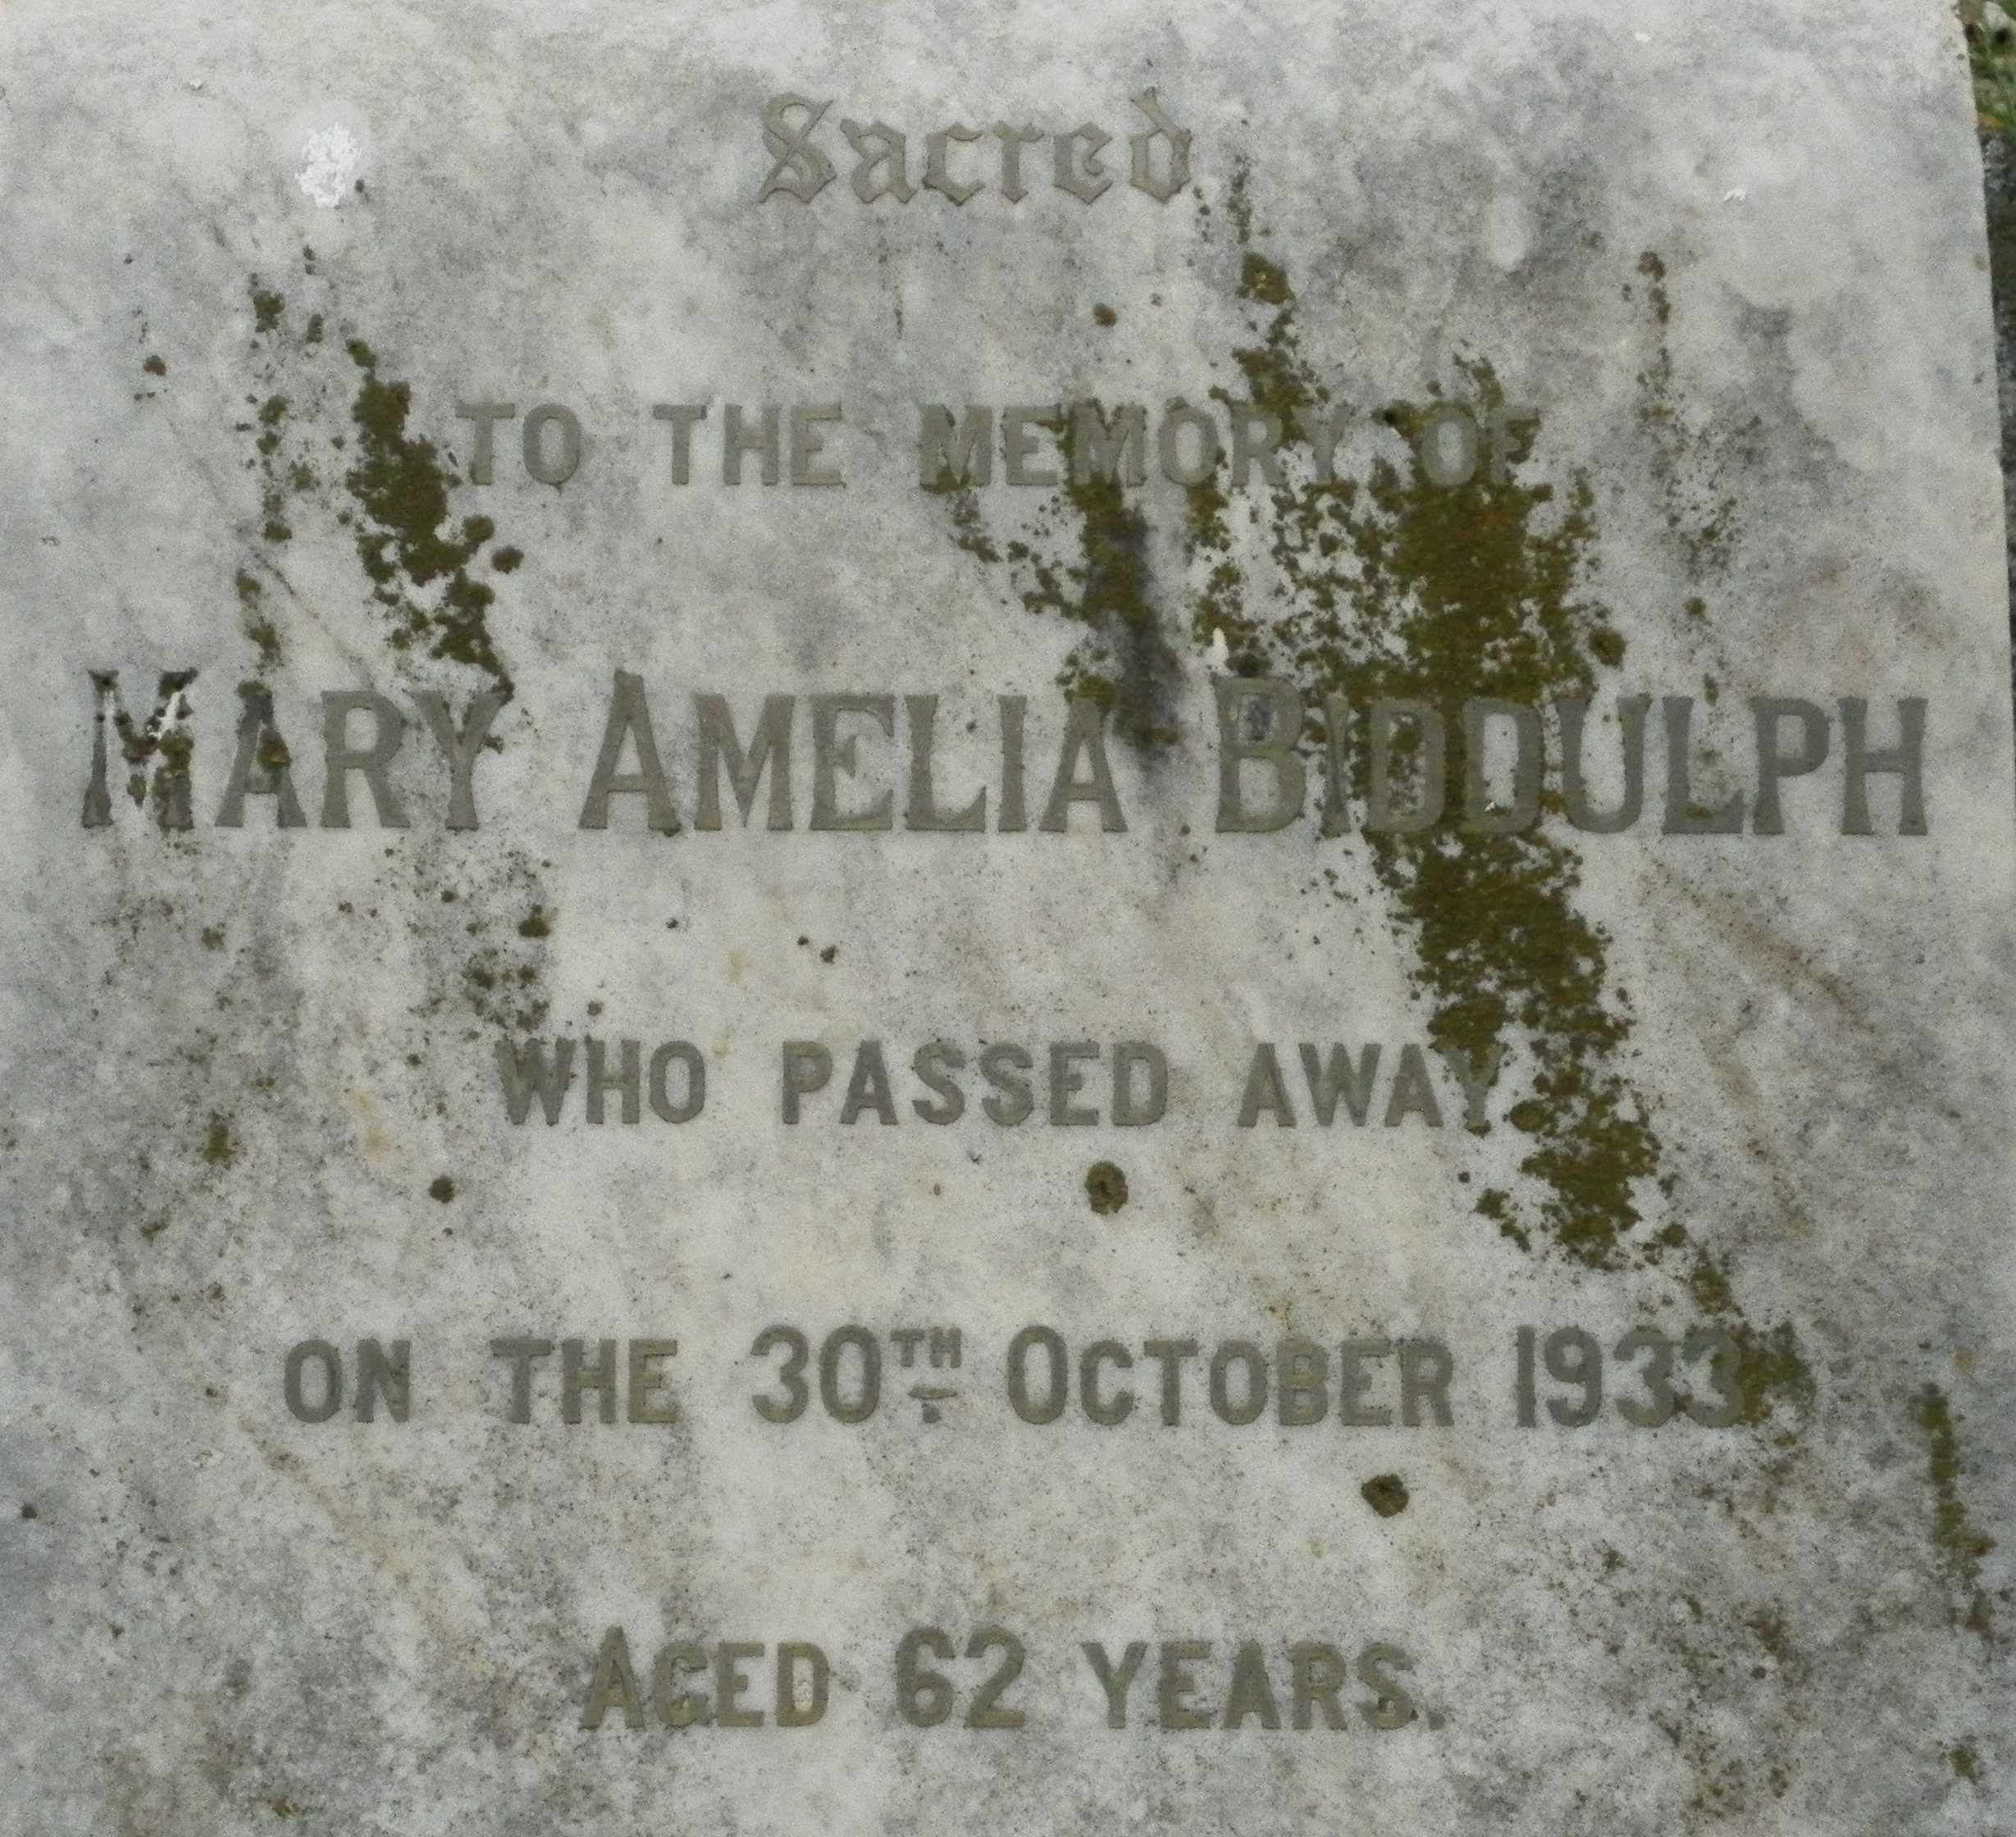 Sacred
TO THE MEMORY OF
MARY AMELIA BIDDULPH
WHO PASSED AWAY
ON THE 30TH OCTOBER 1933
AGED 62 YEARS.